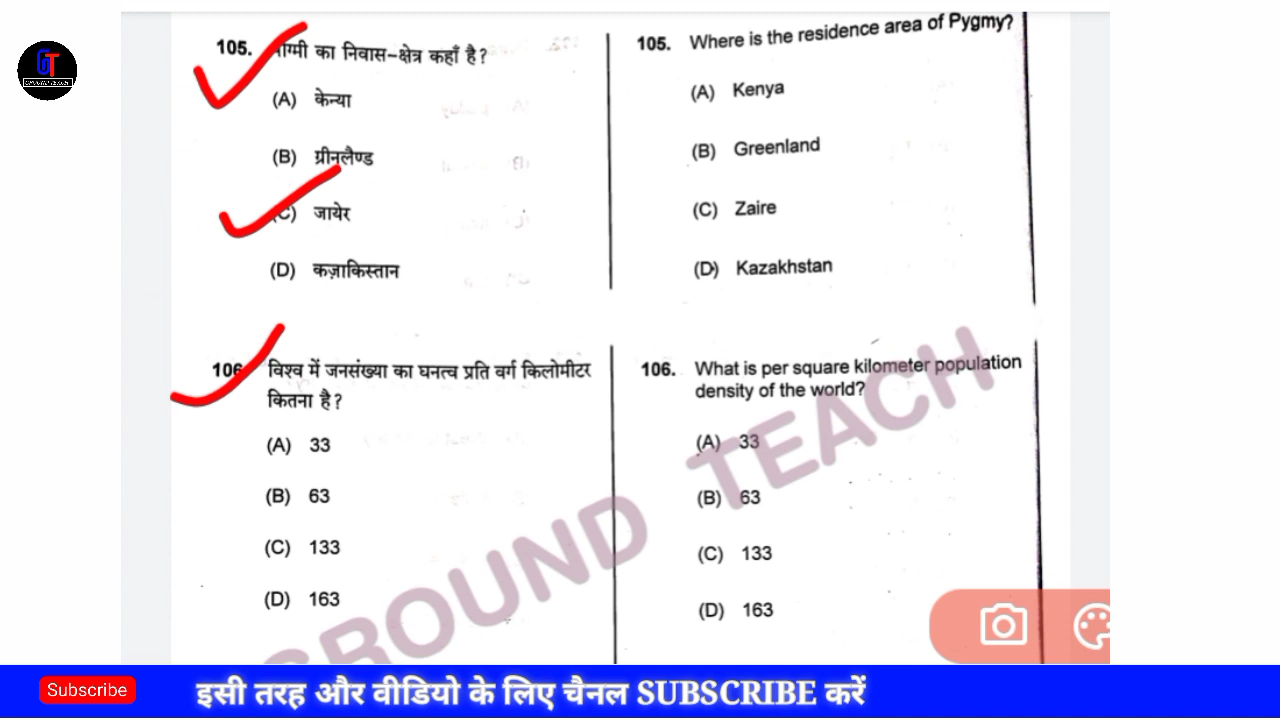 GT
105. का निवास-क्षेत्र कहाँ है?
(A) केन्या
(B) ग्रीनलैण्ड
(C) जायेर
(D) कज़ाकिस्तान
106. विश्व में जनसंख्या का घनत्व प्रति वर्ग किलोमीटर
कितना है?
(A) 33
(B) 63
(C) 133
(D) 163
105. Where is the residence area of Pygmy?
(A) Kenya
(B) Greenland
(C) Zaire
(D) Kazakhstan
106. What is per square kilometer population
density of the world?
(A) 33
(B) 63
(C) 133
(D) 163
GROUND TEACH
Subscribe
इसी तरह और वीडियो के लिए चैनल SUBSCRIBE करें